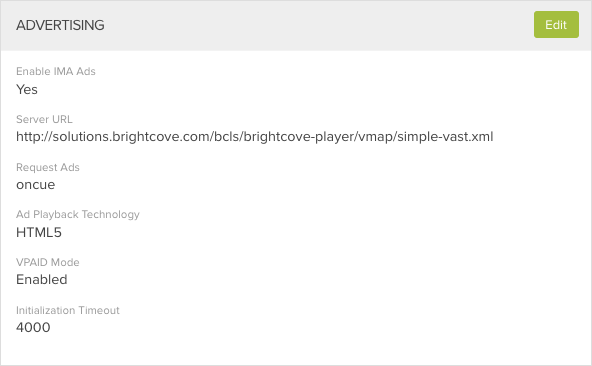 ADVERTISING
Edit
Enable IMA Ads
Yes
Server URL
http://solutions.brightcove.com/bcls/brightcove-player/vmap/simple-vast.xml
Request Ads
oncue
Ad Playback Technology
HTML5
VPAID Mode
Enabled
Initialization Timeout
4000